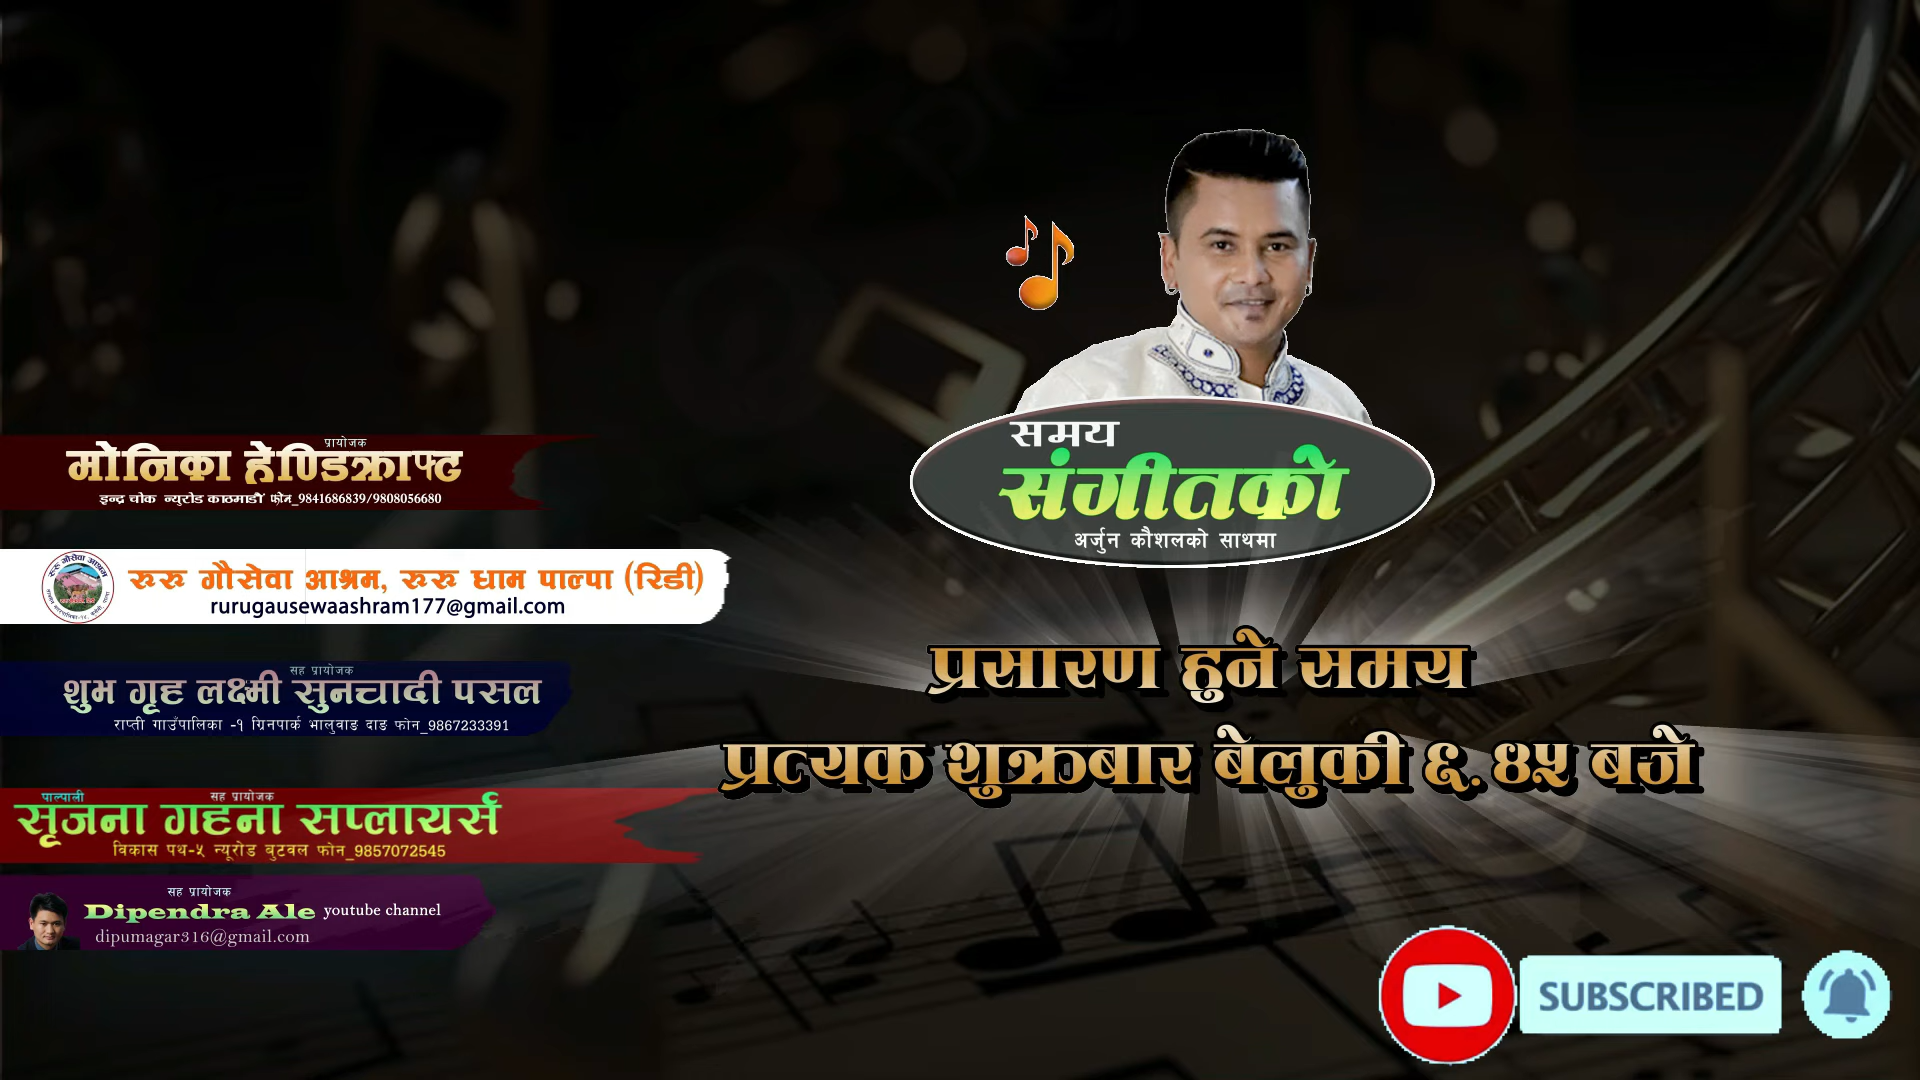 प्रायोजक
मोनिका हेण्डिक्राफ्ट
इन्द्र चोक न्युरोड काठमाडौं फो.न_9841686839/9808056680
रुरु गौसेवा आश्रम, रुरु धाम पाल्पा (रिडी)
rurugausewaashram177@gmail.com
सह प्रायोजक
शुभ गृह लक्ष्मी सुनचादी पसल
राप्ती गाउँपालिका -१ ग्रिनपार्क भालुवाङ दाङ फोन_9867233391
पाल्पाली सह प्रायोजक
सृजना गहना सप्लायर्स
विकास पथ-५ न्यूरोड बुटवल फोन_9857072545
सह प्रायोजक
Dipendra Ale youtube channel
dipumagar316@gmail.com
समय
संगीतको
अर्जुन कौशलको साथमा
प्रसारण हुने समय
प्रत्यक शुक्रबार बेलुकी ६.४५ बजे
SUBSCRIBED